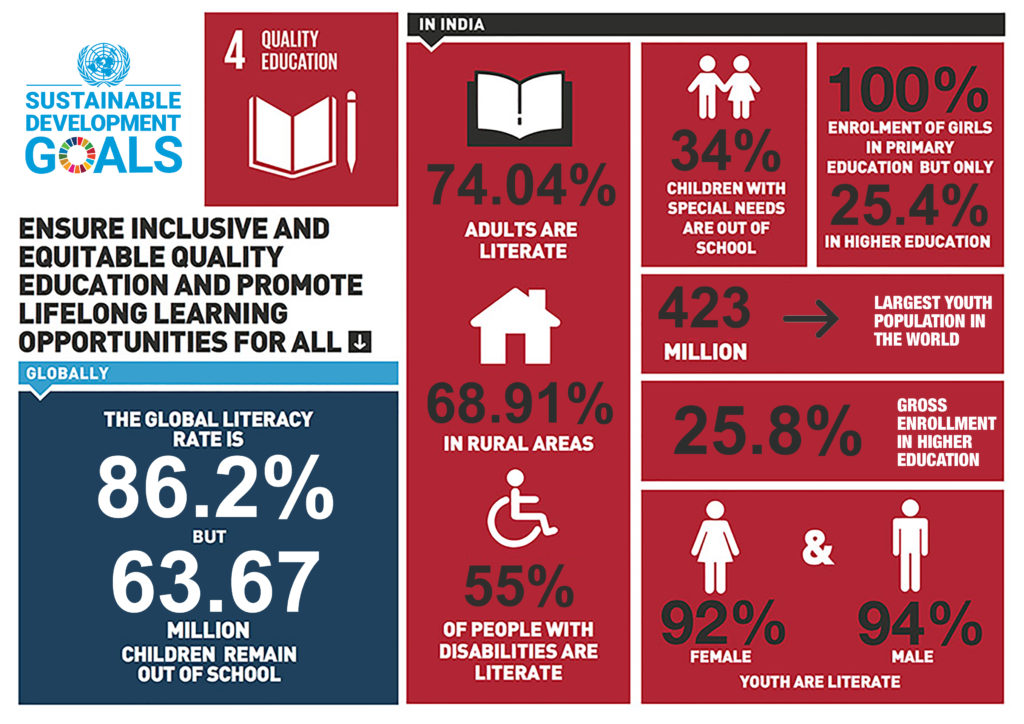 SUSTAINABLE
DEVELOPMENT
GOALS
4 QUALITY
EDUCATION
ENSURE INCLUSIVE AND
EQUITABLE QUALITY
EDUCATION AND PROMOTE
LIFELONG LEARNING
OPPORTUNITIES FOR ALL
GLOBALLY
THE GLOBAL LITERACY
RATE IS
86.2%
BUT
63.67
MILLION
CHILDREN REMAIN
OUT OF SCHOOL
IN INDIA
74.04%
ADULTS ARE
LITERATE
68.91%
IN RURAL AREAS
55%
OF PEOPLE WITH
DISABILITIES ARE
LITERATE
34%
CHILDREN WITH
SPECIAL NEEDS
ARE OUT OF
SCHOOL
100%
ENROLMENT OF GIRLS
IN PRIMARY
EDUCATION BUT ONLY
25.4%
IN HIGHER EDUCATION
423
MILLION
LARGEST YOUTH
POPULATION IN
THE WORLD
25.8%
GROSS
ENROLLMENT
IN HIGHER
EDUCATION
&
92% 94%
FEMALE MALE
YOUTH ARE LITERATE